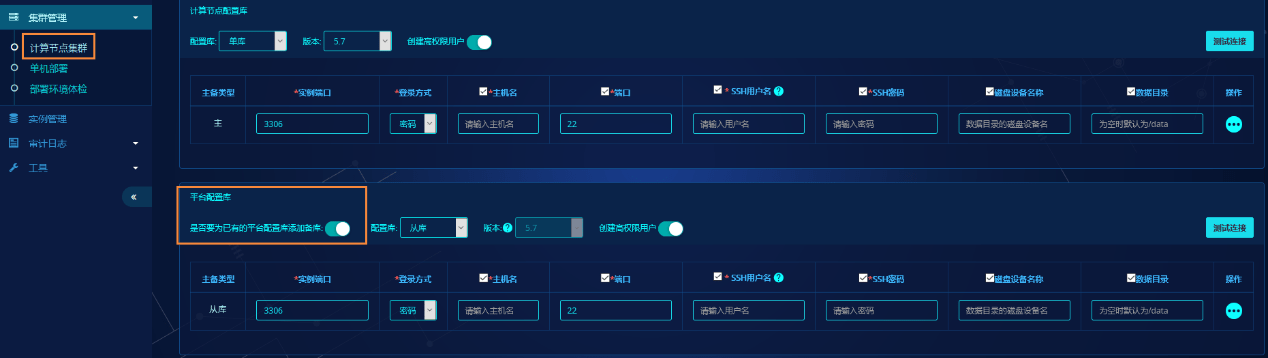 集群管理
计算节点集群
单机部署
部署环境体检
实例管理
审计日志
工具
«
计算节点配置库
配置库: 单库 版本: 5.7 创建高权限用户 测试连接
主备类型 *实例端口 *登录方式 *主机名 *端口 * SSH用户名 ? *SSH密码 磁盘设备名称 数据目录 操作
主 3306 密码 请输入主机名 22 请输入用户名 请输入密码 数据目录的磁盘设备名 为空时默认为/data
平台配置库
是否要为已有的平台配置库添加备库: 配置库: 从库 版本: ? 5.7 创建高权限用户 测试连接
主备类型 *实例端口 *登录方式 *主机名 *端口 * SSH用户名 ? *SSH密码 磁盘设备名称 数据目录 操作
从库 3306 密码 请输入主机名 22 请输入用户名 请输入密码 数据目录的磁盘设备名 为空时默认为/data